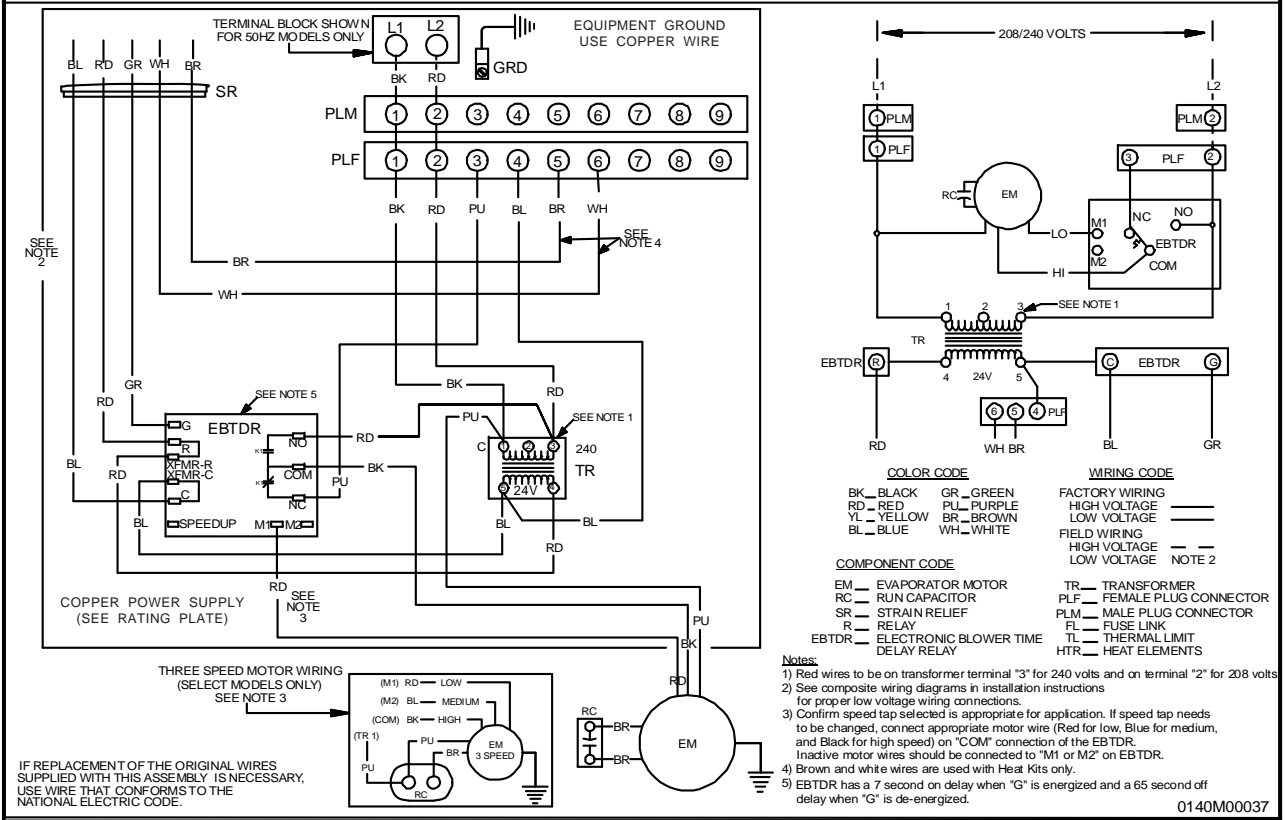 TERMINAL BLOCK SHOWN
FOR 50HZ MODELS ONLY
L1 L2
EQUIPMENT GROUND
USE COPPER WIRE
GRD
BK RD
BL RD GR WH BR
SR
PLM 1 2 3 4 5 6 7 8 9
PLF 1 2 3 4 5 6 7 8 9
BK RD PU BL BR WH
SEE
NOTE 4
SEE
NOTE
2
BR
WH
GR
RD
BL
SEE NOTE 5
EBTDR
G
R
XFMR-R
XFMR-C
C
SPEEDUP
M1 M2
K1
K1
NO
COM
NC
RD
BK
PU
RD
BL
BK
PU
RD
SEE NOTE 1
C 1 2 3 240
TR
24V
5 4
BL
BL
RD
RD
SEE
NOTE
3
COPPER POWER SUPPLY
(SEE RATING PLATE)
PU
BK
RD
THREE SPEED MOTOR WIRING
(SELECT MODELS ONLY)
SEE NOTE 3
(M1) RD LOW
(M2) BL MEDIUM
(COM) BK HIGH
(TR 1)
PU
BR
PU
EM
3 SPEED
RC
RC
BR
BR
EM
IF REPLACEMENT OF THE ORIGINAL WIRES
SUPPLIED WITH THIS ASSEMBLY IS NECESSARY,
USE WIRE THAT CONFORMS TO THE
NATIONAL ELECTRIC CODE.
208/240 VOLTS
L1
L2
1 PLM
PLM 2
1 PLF
3 PLF 2
RC
EM
LO
HI
M1
M2
NC
NO
EBTDR
COM
1 2 3
SEE NOTE 1
TR
EBTDR R
4 24V 5
C EBTDR G
6 5 4 PLF
RD
WH BR
BL
GR
COLOR CODE
BK BLACK GR GREEN
RD RED PU PURPLE
YL YELLOW BR BROWN
BL BLUE WH WHITE
WIRING CODE
FACTORY WIRING
HIGH VOLTAGE
LOW VOLTAGE
FIELD WIRING
HIGH VOLTAGE
LOW VOLTAGE NOTE 2
COMPONENT CODE
EM EVAPORATOR MOTOR
RC RUN CAPACITOR
SR STRAIN RELIEF
R RELAY
EBTDR ELECTRONIC BLOWER TIME
DELAY RELAY
TR TRANSFORMER
PLF FEMALE PLUG CONNECTOR
PLM MALE PLUG CONNECTOR
FL FUSE LINK
TL THERMAL LIMIT
HTR HEAT ELEMENTS
Notes:
1) Red wires to be on transformer terminal "3" for 240 volts and on terminal "2" for 208 volts
2) See composite wiring diagrams in installation instructions
for proper low voltage wiring connections.
3) Confirm speed tap selected is appropriate for application. If speed tap needs
to be changed, connect appropriate motor wire (Red for low, Blue for medium,
and Black for high speed) on "COM" connection of the EBTDR.
Inactive motor wires should be connected to "M1 or M2" on EBTDR.
4) Brown and white wires are used with Heat Kits only.
5) EBTDR has a 7 second on delay when "G" is energized and a 65 second off
delay when "G" is de-energized.
0140M00037